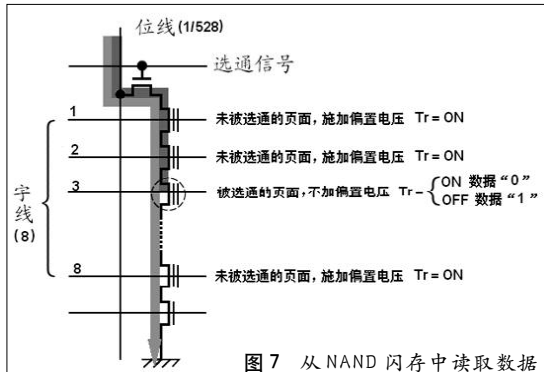 位线(1/528)
选通信号
1 未被选通的页面，施加偏置电压 Tr = ON
2 未被选通的页面，施加偏置电压 Tr = ON
3 被选通的页面，不加偏置电压 Tr - { ON 数据“0”
OFF 数据“1”
字线
(8)
8 未被选通的页面，施加偏置电压 Tr = ON
图7 从NAND闪存中读取数据